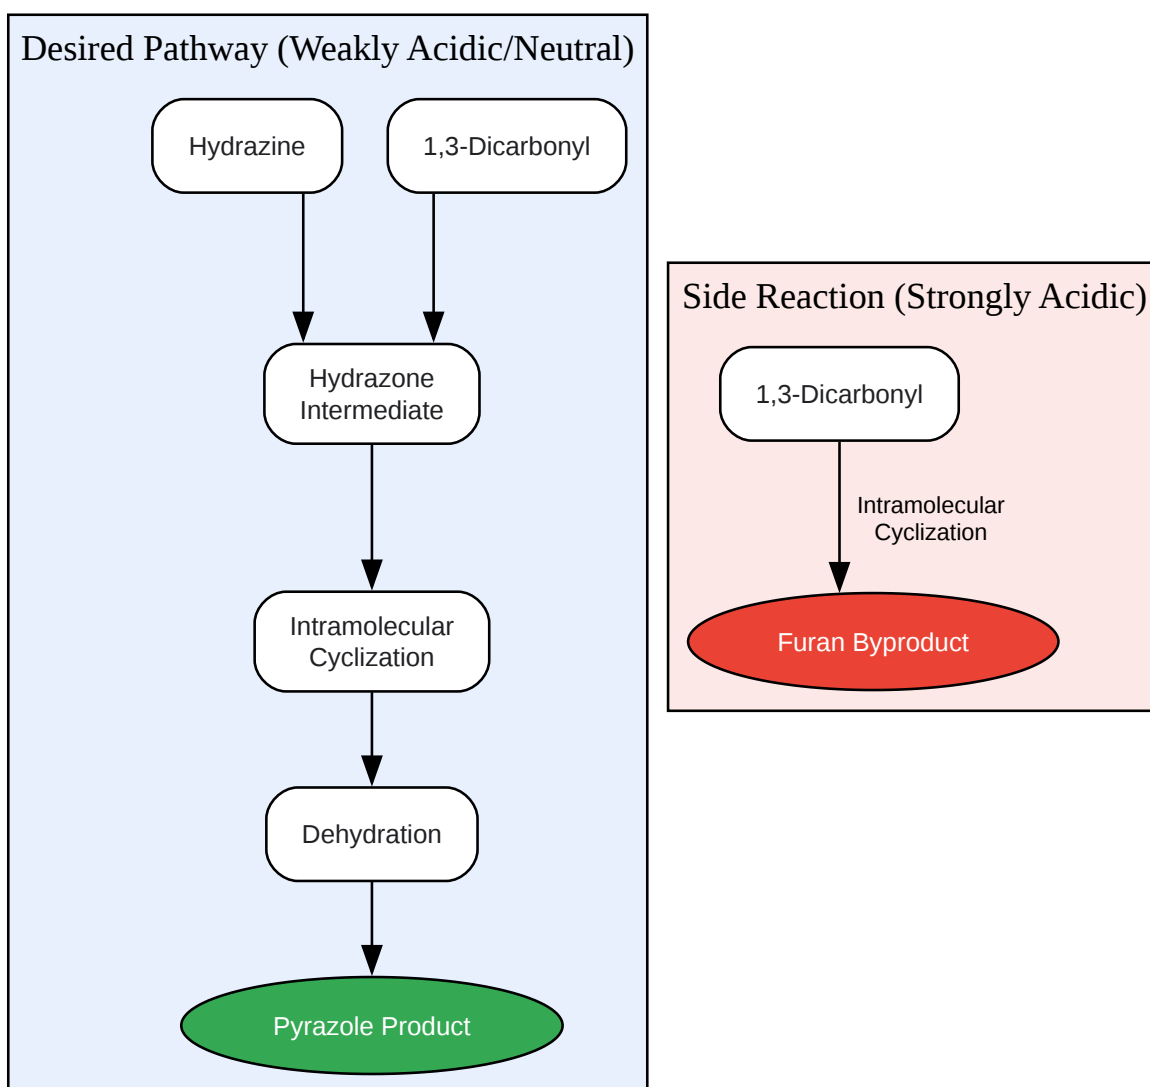 Desired Pathway (Weakly Acidic/Neutral)
Hydrazine
1,3-Dicarbonyl
Hydrazone
Intermediate
Intramolecular
Cyclization
Dehydration
Pyrazole Product
Side Reaction (Strongly Acidic)
1,3-Dicarbonyl
Intramolecular
Cyclization
Furan Byproduct